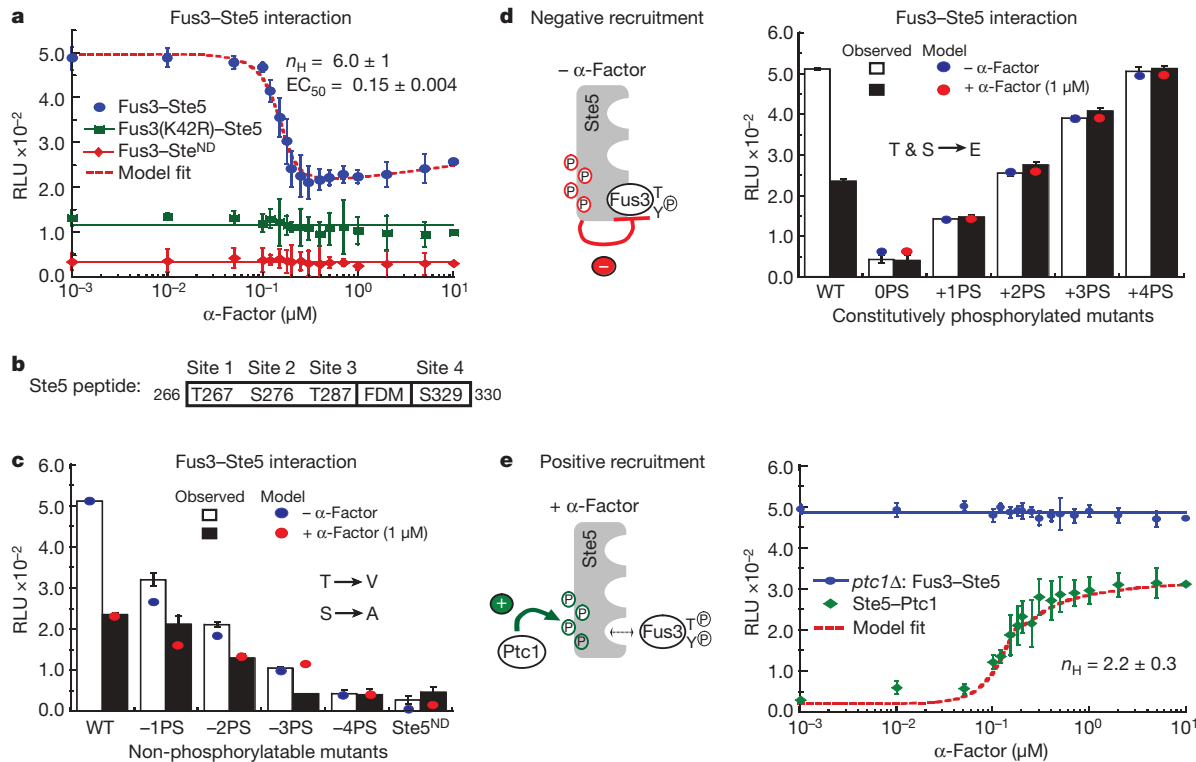 a
Fus3–Ste5 interaction
RLU ×10⁻²
6.0
5.0
4.0
3.0
2.0
1.0
0.0
n_H = 6.0 ± 1
EC₅₀ = 0.15 ± 0.004
Fus3–Ste5
Fus3(K42R)–Ste5
Fus3–Ste^ND
Model fit
10⁻³ 10⁻² 10⁻¹ 10⁰ 10¹
α-Factor (µM)
b
Site 1 Site 2 Site 3 Site 4
Ste5 peptide: 266 T267 S276 T287 FDM S329 330
c
Fus3–Ste5 interaction
RLU ×10⁻²
6.0
5.0
4.0
3.0
2.0
1.0
0.0
Observed Model
– α-Factor
+ α-Factor (1 µM)
T → V
S → A
WT –1PS –2PS –3PS –4PS Ste5^ND
Non-phosphorylatable mutants
d Negative recruitment
– α-Factor
Ste5
P
P
P
P
Fus3
T
Y P
–
Fus3–Ste5 interaction
RLU ×10⁻²
6.0
5.0
4.0
3.0
2.0
1.0
0.0
Observed Model
– α-Factor
+ α-Factor (1 µM)
T & S → E
WT 0PS +1PS +2PS +3PS +4PS
Constitutively phosphorylated mutants
e Positive recruitment
+ α-Factor
Ste5
+
P
P
P
P
Ptc1
Fus3
T P
Y P
RLU ×10⁻²
6.0
5.0
4.0
3.0
2.0
1.0
0.0
ptc1Δ: Fus3–Ste5
Ste5–Ptc1
Model fit
n_H = 2.2 ± 0.3
10⁻³ 10⁻² 10⁻¹ 10⁰ 10¹
α-Factor (µM)